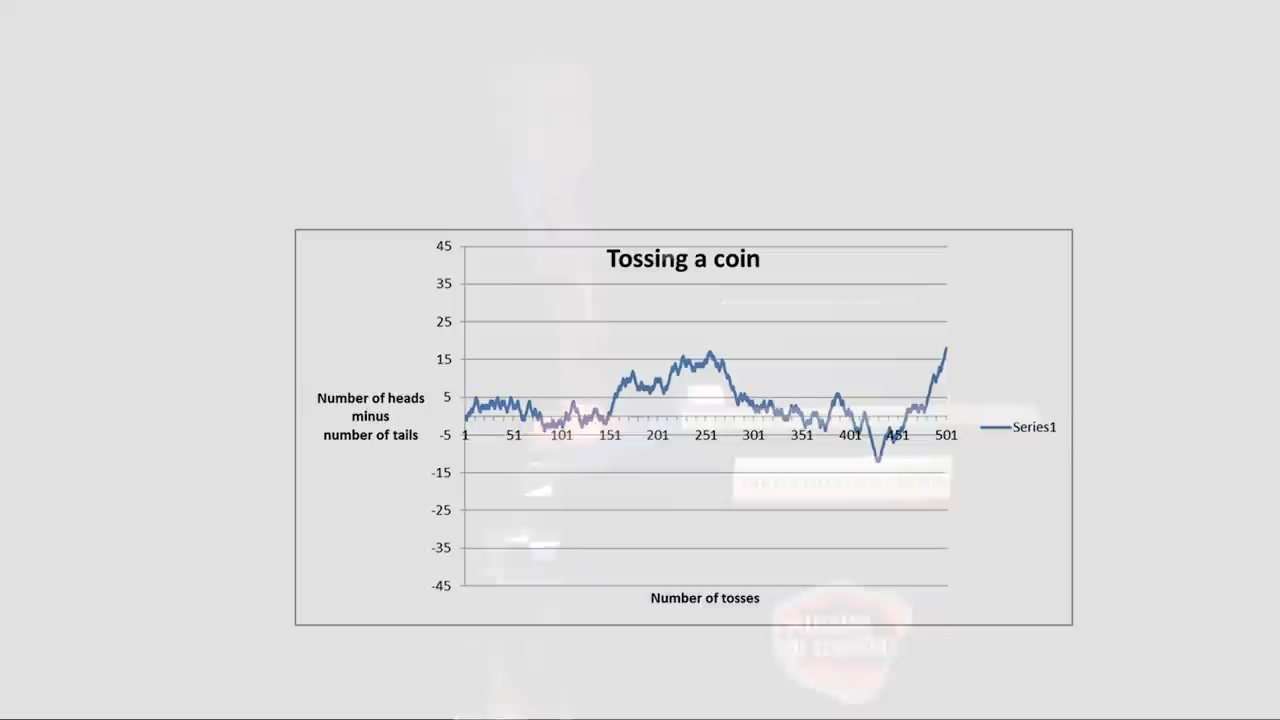 Tossing a coin
45
35
25
15
5
-5
-15
-25
-35
-45
Number of heads
minus
number of tails
1 51 101 151 201 251 301 351 401 451 501
Series1
Number of tosses